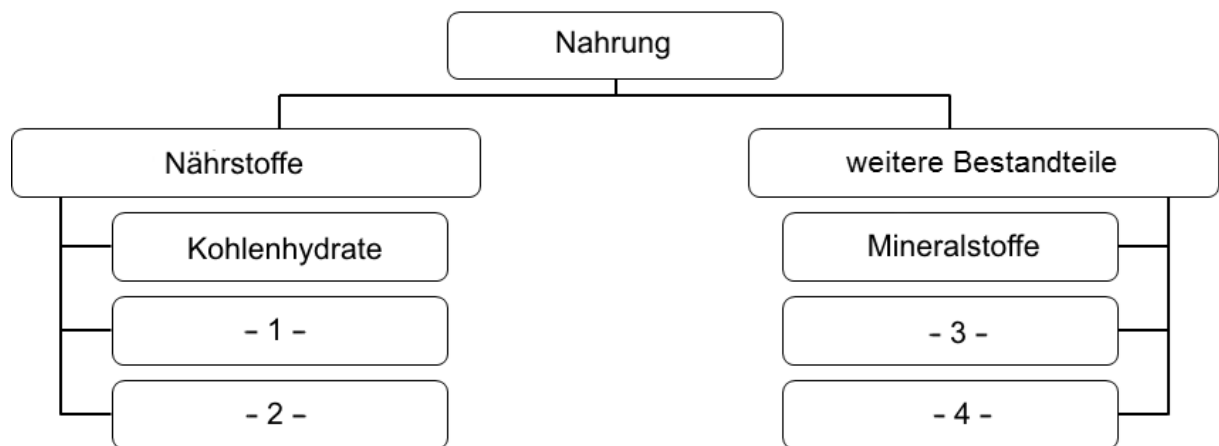 Nahrung
Nährstoffe
Kohlenhydrate
– 1 –
– 2 –
weitere Bestandteile
Mineralstoffe
– 3 –
– 4 –